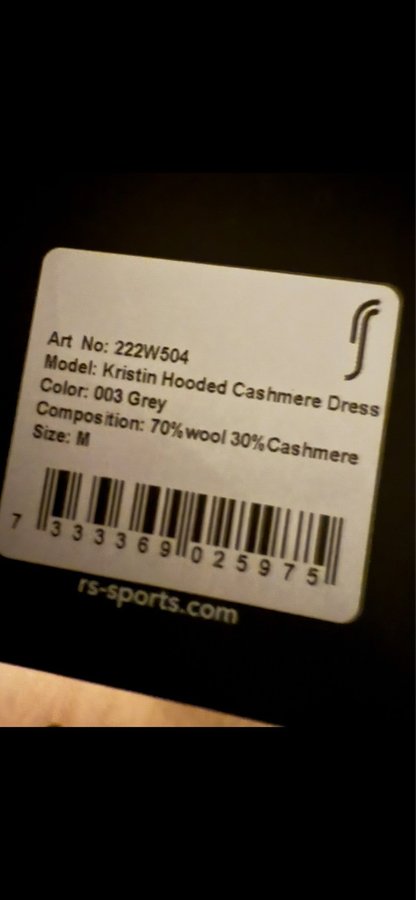 Art No: 222W504
Model: Kristin Hooded Cashmere Dress
Color: 003 Grey
Composition: 70%wool 30%Cashmere
Size: M
7 333369 025975
rs-sports.com